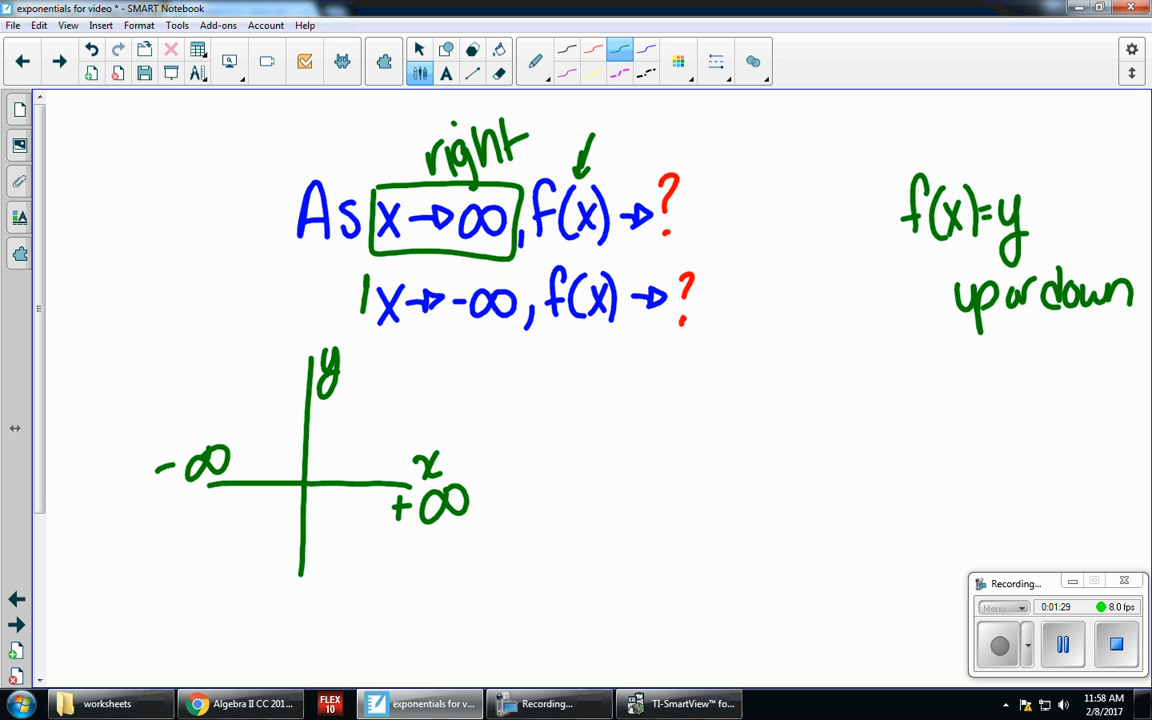 exponentials for video * - SMART Notebook
File Edit View Insert Format Tools Add-ons Account Help
right
As x→∞, f(x) → ?
x→-∞, f(x) → ?
f(x)=y
up or down
y
-∞
x
+∞
Recording...
Menu
0:01:29
8.0 fps
worksheets
Algebra II CC 201...
FLEX 10
exponentials for v...
Recording...
TI-SmartView™ fo...
11:58 AM
2/8/2017